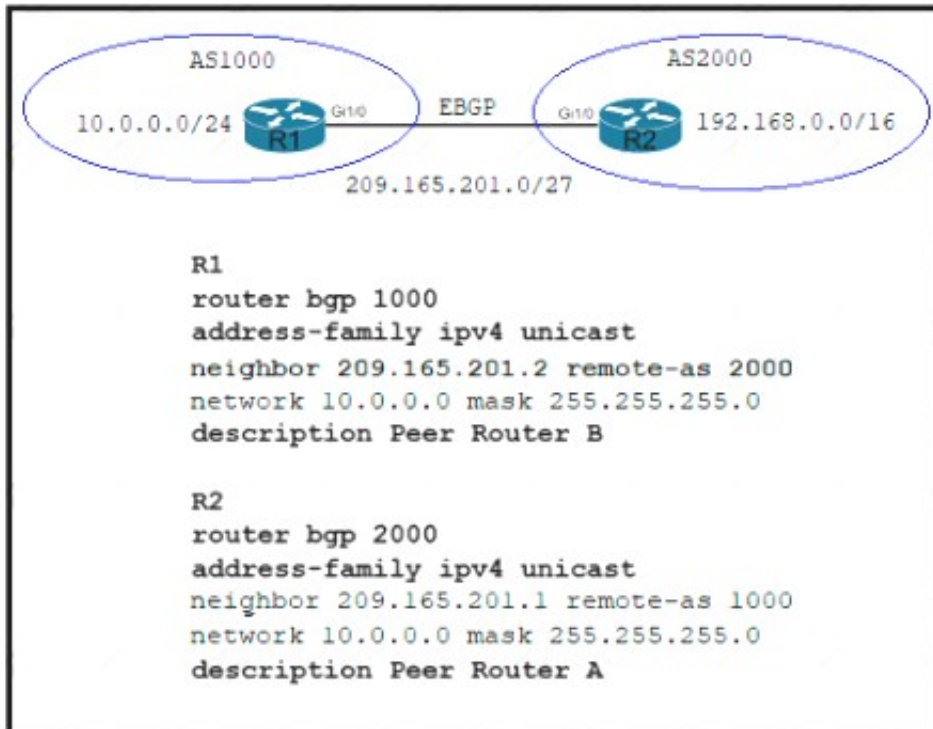 AS1000
AS2000
10.0.0.0/24
R1
Gi1/0
EBGP
Gi1/0
R2
192.168.0.0/16
209.165.201.0/27
R1
router bgp 1000
address-family ipv4 unicast
neighbor 209.165.201.2 remote-as 2000
network 10.0.0.0 mask 255.255.255.0
description Peer Router B
R2
router bgp 2000
address-family ipv4 unicast
neighbor 209.165.201.1 remote-as 1000
network 10.0.0.0 mask 255.255.255.0
description Peer Router A